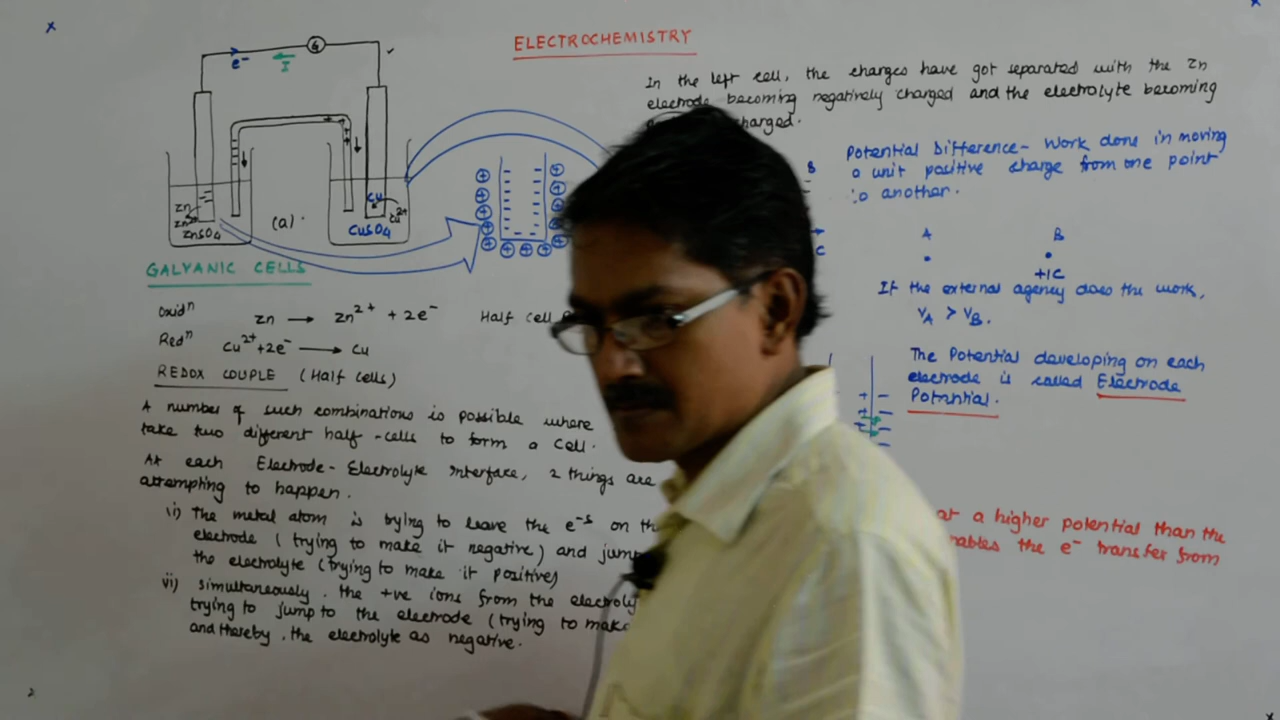 ELECTROCHEMISTRY
e⁻ I G
Zn
Zn²⁺
ZnSO₄
(a)
Cu
Cu²⁺
CuSO₄
GALVANIC CELLS
Oxidⁿ Zn → Zn²⁺ + 2e⁻ Half cell
Redⁿ Cu²⁺+2e⁻ → Cu
REDOX COUPLE (Half cells)
A number of such combinations is possible where
take two different half-cells to form a cell.
At each Electrode-Electrolyte interface, 2 things are
attempting to happen.
(i) The metal atom is trying to leave the e⁻ˢ on th
electrode (trying to make it negative) and jump
the electrolyte (trying to make it positive)
ii) simultaneously, the +ve ions from the electroly
trying to jump to the electrode (trying to make
and thereby, the electrolyte as negative.
In the left cell, the charges have got separated with the Zn
electrode becoming negatively charged and the electrolyte becoming
charged.
B
C
Potential Difference- Work done in moving
a unit positive charge from one point
to another.
A B
+1C
If the external agency does the work,
V_A > V_B.
The Potential developing on each
electrode is called Electrode
Potntial.
at a higher potential than the
ables the e⁻ transfer from